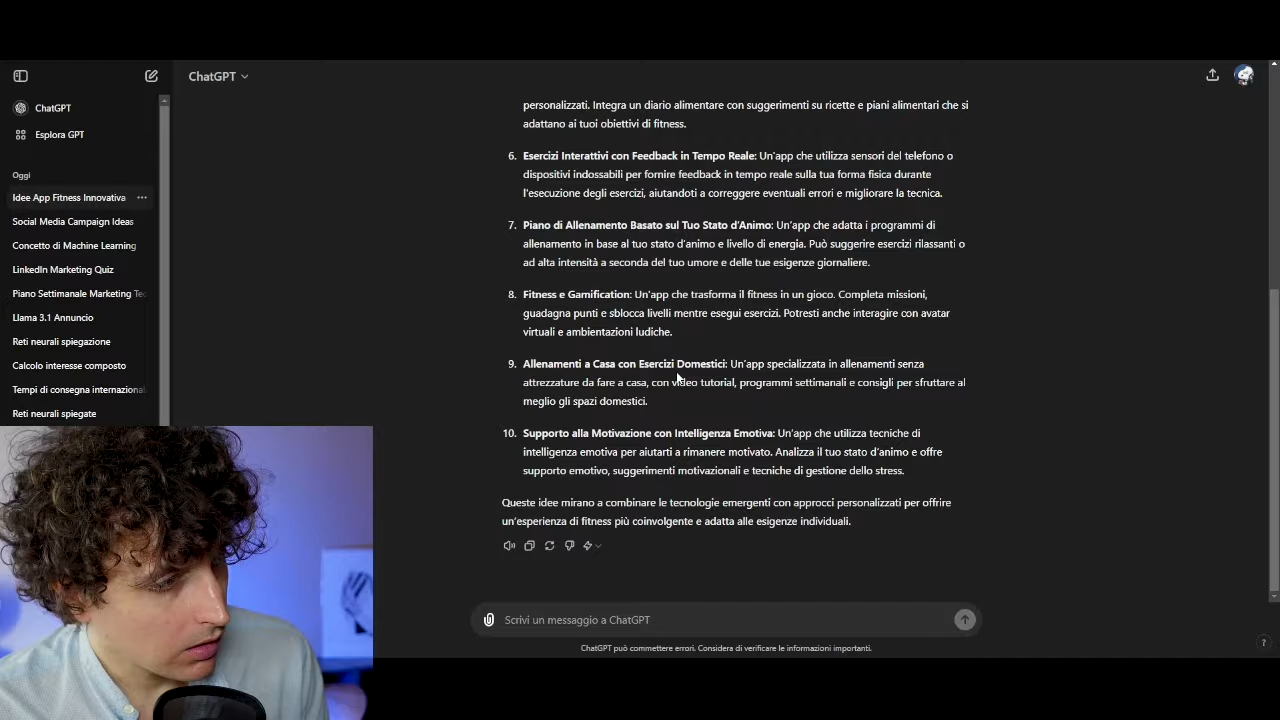 ChatGPT
ChatGPT
Esplora GPT
Oggi
Idee App Fitness Innovativa
Social Media Campaign Ideas
Concetto di Machine Learning
LinkedIn Marketing Quiz
Piano Settimanale Marketing Tec
Llama 3.1 Annuncio
Reti neurali spiegazione
Calcolo interesse composto
Tempi di consegna internazional
Reti neurali spiegate
personalizzati. Integra un diario alimentare con suggerimenti su ricette e piani alimentari che si
adattano ai tuoi obiettivi di fitness.
6. Esercizi Interattivi con Feedback in Tempo Reale: Un'app che utilizza sensori del telefono o
dispositivi indossabili per fornire feedback in tempo reale sulla tua forma fisica durante
l'esecuzione degli esercizi, aiutandoti a correggere eventuali errori e migliorare la tecnica.
7. Piano di Allenamento Basato sul Tuo Stato d'Animo: Un'app che adatta i programmi di
allenamento in base al tuo stato d'animo e livello di energia. Può suggerire esercizi rilassanti o
ad alta intensità a seconda del tuo umore e delle tue esigenze giornaliere.
8. Fitness e Gamification: Un'app che trasforma il fitness in un gioco. Completa missioni,
guadagna punti e sblocca livelli mentre esegui esercizi. Potresti anche interagire con avatar
virtuali e ambientazioni ludiche.
9. Allenamenti a Casa con Esercizi Domestici: Un'app specializzata in allenamenti senza
attrezzature da fare a casa, con video tutorial, programmi settimanali e consigli per sfruttare al
meglio gli spazi domestici.
10. Supporto alla Motivazione con Intelligenza Emotiva: Un'app che utilizza tecniche di
intelligenza emotiva per aiutarti a rimanere motivato. Analizza il tuo stato d'animo e offre
supporto emotivo, suggerimenti motivazionali e tecniche di gestione dello stress.
Queste idee mirano a combinare le tecnologie emergenti con approcci personalizzati per offrire
un'esperienza di fitness più coinvolgente e adatta alle esigenze individuali.
Scrivi un messaggio a ChatGPT
ChatGPT può commettere errori. Considera di verificare le informazioni importanti.
?